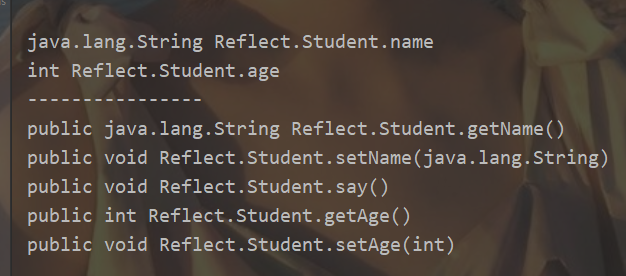 java.lang.String Reflect.Student.name
int Reflect.Student.age
----------------
public java.lang.String Reflect.Student.getName()
public void Reflect.Student.setName(java.lang.String)
public void Reflect.Student.say()
public int Reflect.Student.getAge()
public void Reflect.Student.setAge(int)